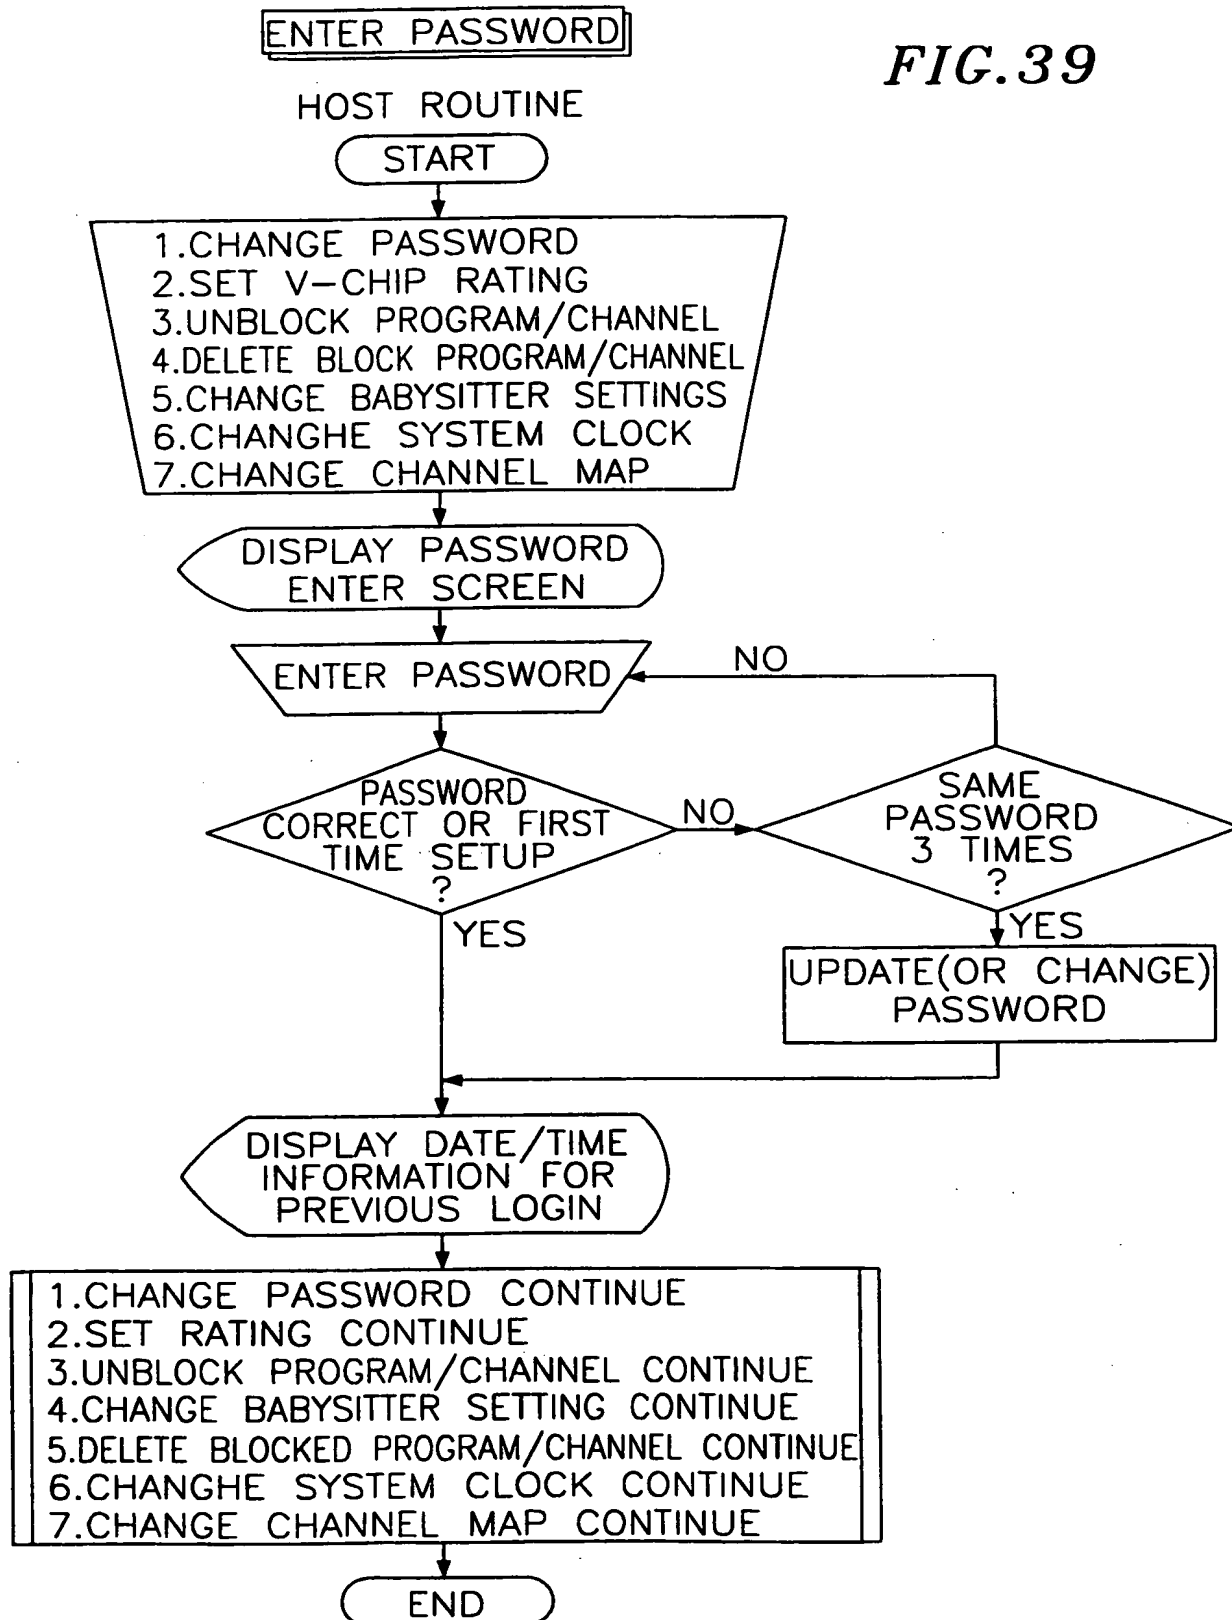 ENTER PASSWORD
FIG.39
HOST ROUTINE
START
1.CHANGE PASSWORD
2.SET V-CHIP RATING
3.UNBLOCK PROGRAM/CHANNEL
4.DELETE BLOCK PROGRAM/CHANNEL
5.CHANGE BABYSITTER SETTINGS
6.CHANGHE SYSTEM CLOCK
7.CHANGE CHANNEL MAP
DISPLAY PASSWORD
ENTER SCREEN
ENTER PASSWORD
NO
PASSWORD
CORRECT OR FIRST
TIME SETUP
?
NO
SAME
PASSWORD
3 TIMES
?
YES
YES
UPDATE(OR CHANGE)
PASSWORD
DISPLAY DATE/TIME
INFORMATION FOR
PREVIOUS LOGIN
1.CHANGE PASSWORD CONTINUE
2.SET RATING CONTINUE
3.UNBLOCK PROGRAM/CHANNEL CONTINUE
4.CHANGE BABYSITTER SETTING CONTINUE
5.DELETE BLOCKED PROGRAM/CHANNEL CONTINUE
6.CHANGHE SYSTEM CLOCK CONTINUE
7.CHANGE CHANNEL MAP CONTINUE
END